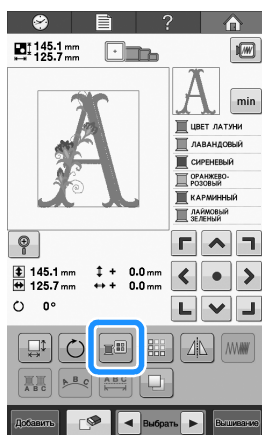 ?
145.1 mm
125.7 mm
A
A
min
ЦВЕТ ЛАТУНИ
ЛАВАНДОВЫЙ
СИРЕНЕВЫЙ
ОРАНЖЕВО-
РОЗОВЫЙ
КАРМИННЫЙ
ЛАЙМОВЫЙ
ЗЕЛЕНЫЙ
145.1 mm + 0.0 mm
125.7 mm + 0.0 mm
0°
A B C
A B C
A B C
Добавить Выбрать Вышивание